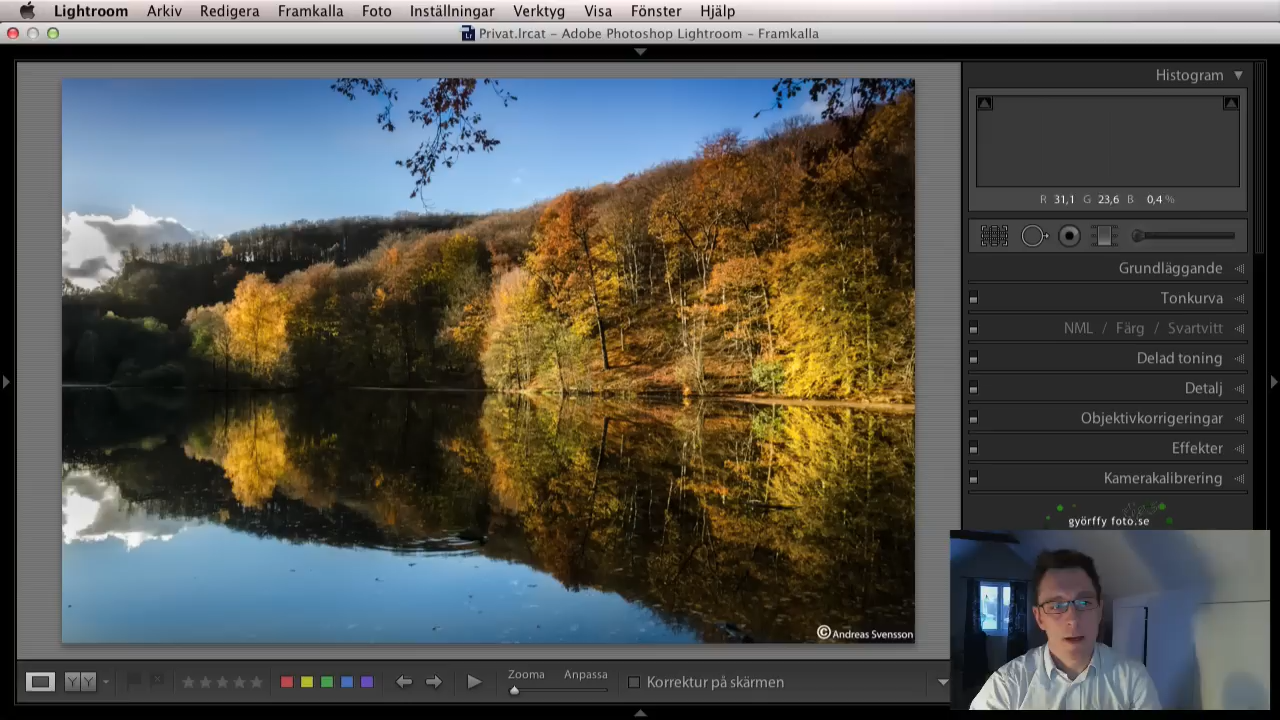 Lightroom Arkiv Redigera Framkalla Foto Inställningar Verktyg Visa Fönster Hjälp
Lr Privat.lrcat – Adobe Photoshop Lightroom – Framkalla
Histogram
R 31,1 G 23,6 B 0,4 %
Grundläggande
Tonkurva
NML / Färg / Svartvitt
Delad toning
Detalj
Objektivkorrigeringar
Effekter
Kamerakalibrering
györffy foto.se
© Andreas Svensson
YY
Zooma Anpassa
Korrektur på skärmen